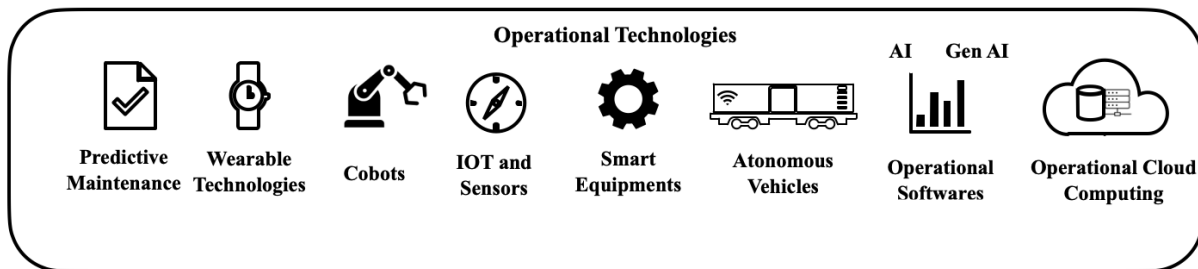 Operational Technologies
AI Gen AI
Predictive
Maintenance
Wearable
Technologies
Cobots
IOT and
Sensors
Smart
Equipments
Atonomous
Vehicles
Operational
Softwares
Operational Cloud
Computing